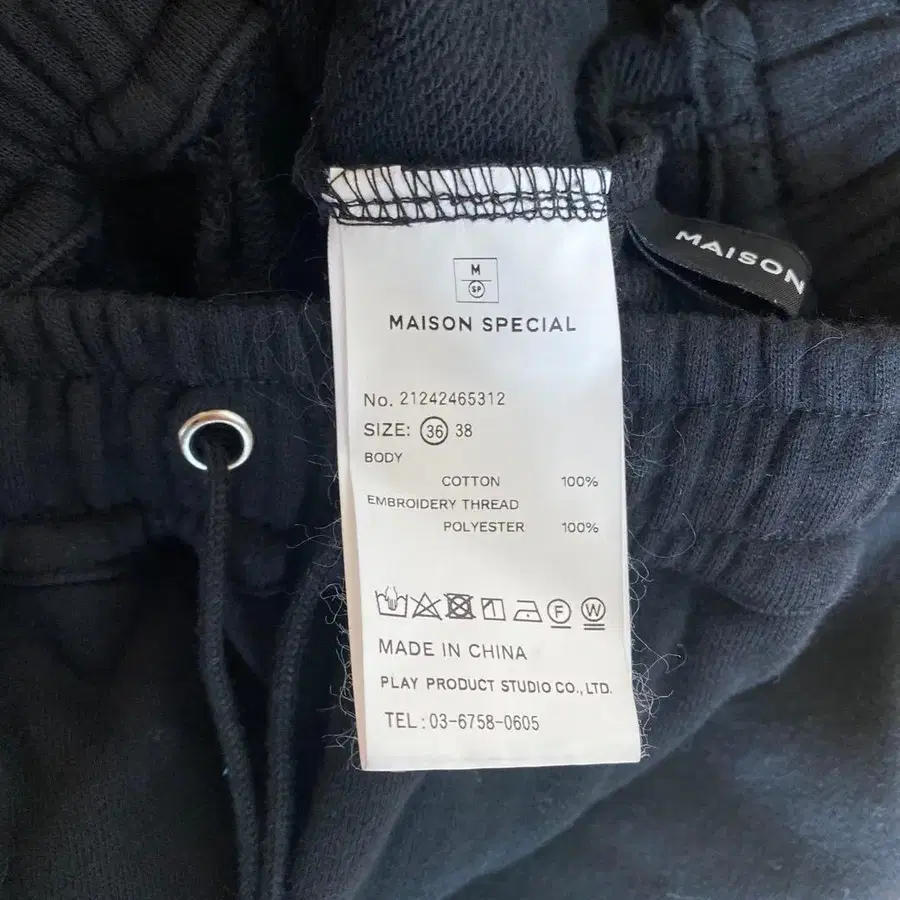 M
SP
MAISON SPECIAL
MAISON
No. 21242465312
SIZE: 36 38
BODY
COTTON 100%
EMBROIDERY THREAD
POLYESTER 100%
F W
MADE IN CHINA
PLAY PRODUCT STUDIO CO., LTD.
TEL : 03-6758-0605